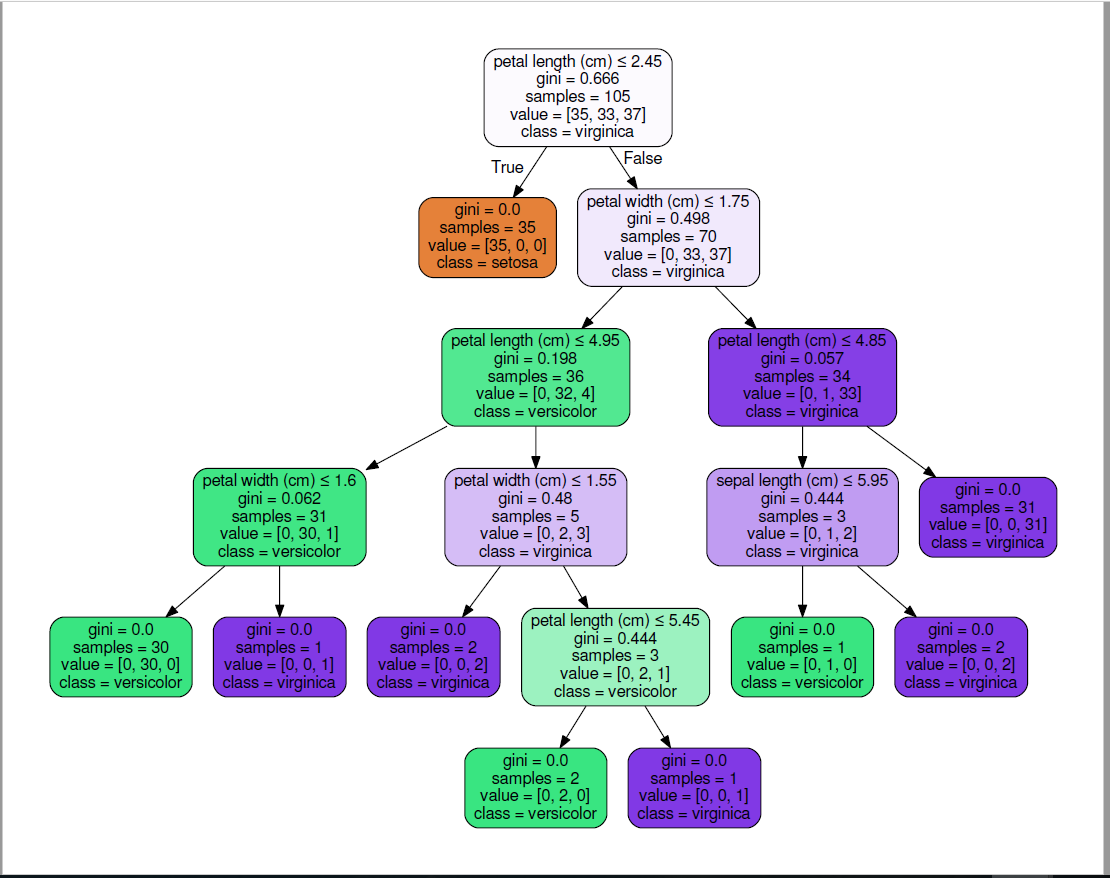 petal length (cm) ≤ 2.45
gini = 0.666
samples = 105
value = [35, 33, 37]
class = virginica
True
False
gini = 0.0
samples = 35
value = [35, 0, 0]
class = setosa
petal width (cm) ≤ 1.75
gini = 0.498
samples = 70
value = [0, 33, 37]
class = virginica
petal length (cm) ≤ 4.95
gini = 0.198
samples = 36
value = [0, 32, 4]
class = versicolor
petal length (cm) ≤ 4.85
gini = 0.057
samples = 34
value = [0, 1, 33]
class = virginica
petal width (cm) ≤ 1.6
gini = 0.062
samples = 31
value = [0, 30, 1]
class = versicolor
petal width (cm) ≤ 1.55
gini = 0.48
samples = 5
value = [0, 2, 3]
class = virginica
sepal length (cm) ≤ 5.95
gini = 0.444
samples = 3
value = [0, 1, 2]
class = virginica
gini = 0.0
samples = 31
value = [0, 0, 31]
class = virginica
gini = 0.0
samples = 30
value = [0, 30, 0]
class = versicolor
gini = 0.0
samples = 1
value = [0, 0, 1]
class = virginica
gini = 0.0
samples = 2
value = [0, 0, 2]
class = virginica
petal length (cm) ≤ 5.45
gini = 0.444
samples = 3
value = [0, 2, 1]
class = versicolor
gini = 0.0
samples = 1
value = [0, 1, 0]
class = versicolor
gini = 0.0
samples = 2
value = [0, 0, 2]
class = virginica
gini = 0.0
samples = 2
value = [0, 2, 0]
class = versicolor
gini = 0.0
samples = 1
value = [0, 0, 1]
class = virginica